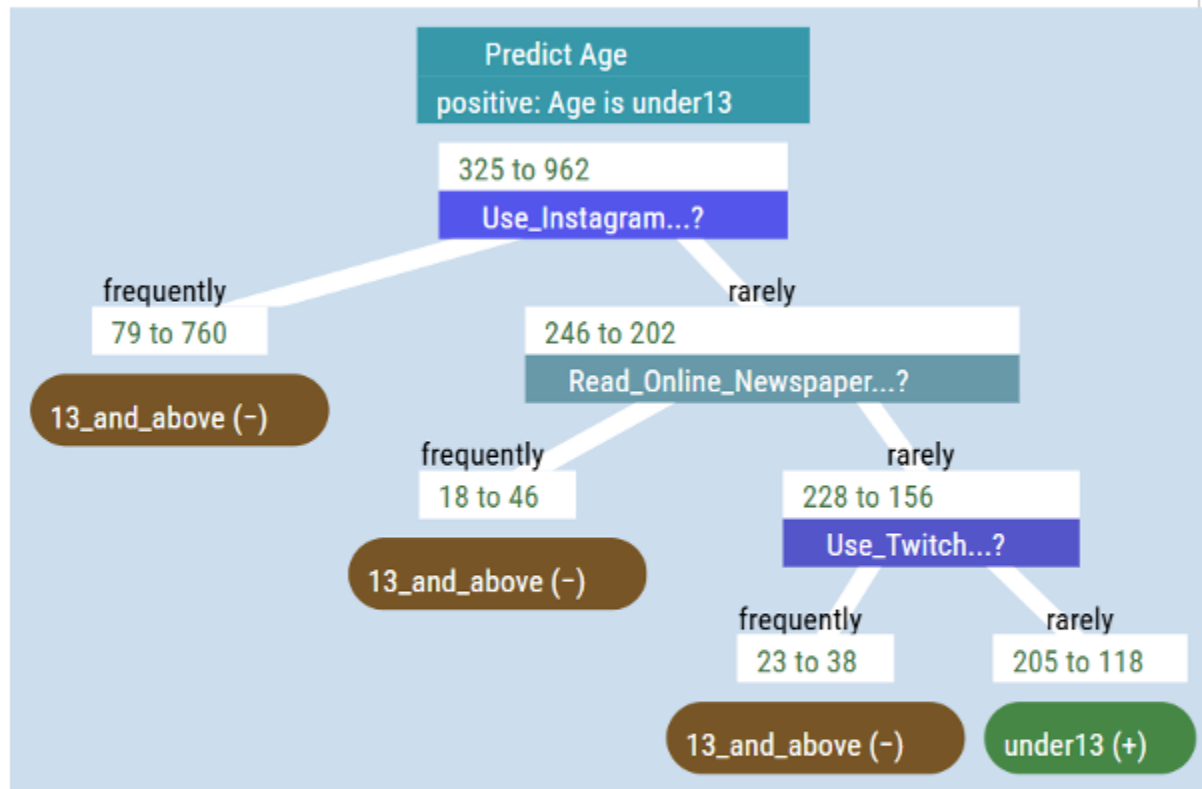 Predict Age
positive: Age is under13
325 to 962
Use_Instagram...?
frequently
rarely
79 to 760
246 to 202
13_and_above (−)
Read_Online_Newspaper...?
frequently
rarely
18 to 46
228 to 156
13_and_above (−)
Use_Twitch...?
frequently
rarely
23 to 38
205 to 118
13_and_above (−)
under13 (+)